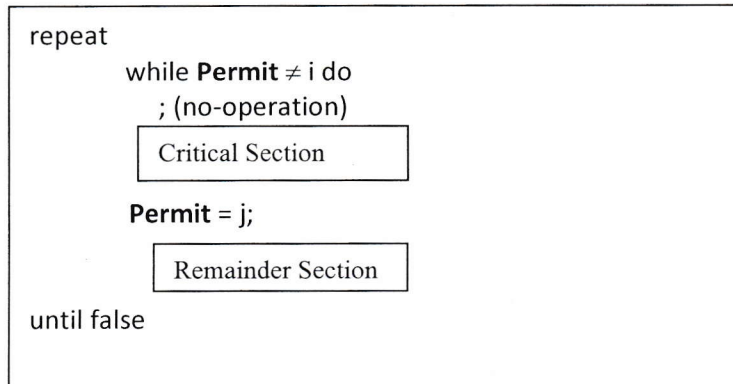 repeat
while Permit ≠ i do
; (no-operation)
Critical Section
Permit = j;
Remainder Section
until false